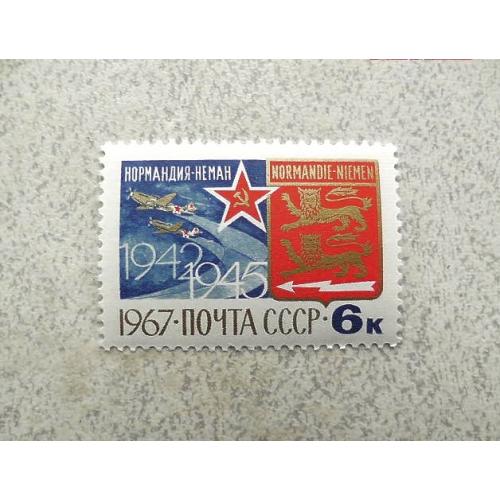 НОРМАНДИЯ-НЕМАН
NORMANDIE-NIEMEN
1942
1945
1967·ПОЧТА СССР·6к